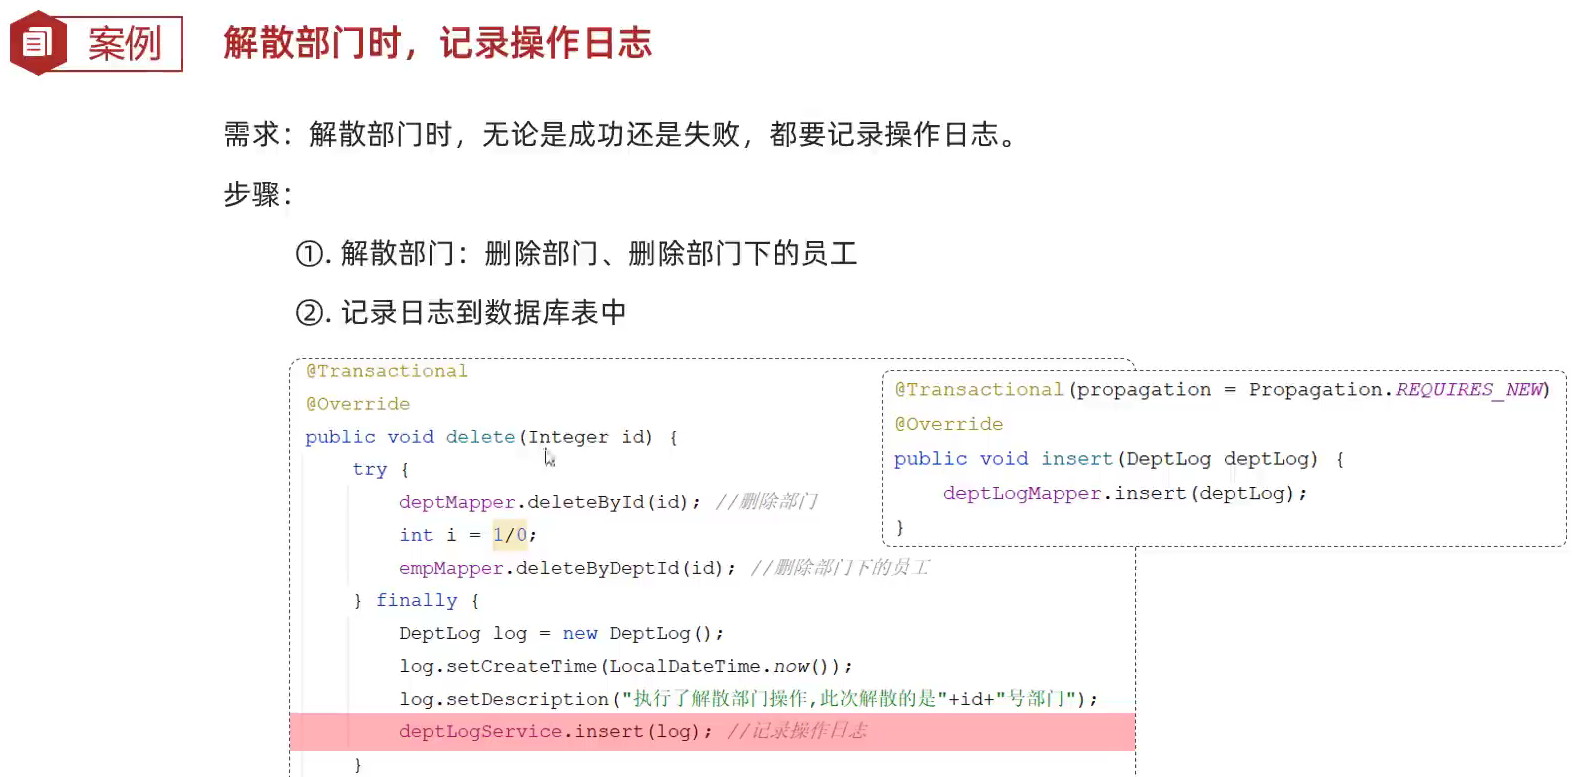 案例
解散部门时，记录操作日志
需求：解散部门时，无论是成功还是失败，都要记录操作日志。
步骤：
①. 解散部门：删除部门、删除部门下的员工
②. 记录日志到数据库表中
@Transactional
@Override
public void delete(Integer id) {
try {
deptMapper.deleteById(id); //删除部门
int i = 1/0;
empMapper.deleteByDeptId(id); //删除部门下的员工
} finally {
DeptLog log = new DeptLog();
log.setCreateTime(LocalDateTime.now());
log.setDescription("执行了解散部门操作,此次解散的是"+id+"号部门");
deptLogService.insert(log); //记录操作日志
}
@Transactional(propagation = Propagation.REQUIRES_NEW)
@Override
public void insert(DeptLog deptLog) {
deptLogMapper.insert(deptLog);
}